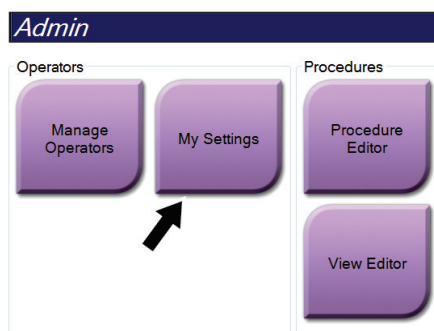 Admin
Operators
Manage
Operators
My Settings
Procedures
Procedure
Editor
View Editor